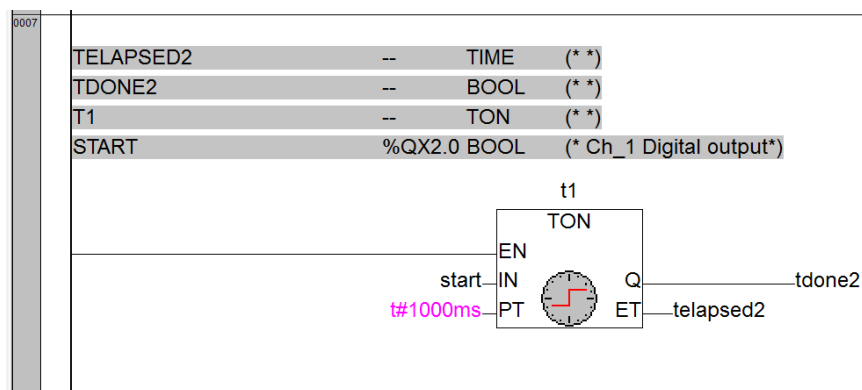 0007
TELAPSED2 -- TIME (* *)
TDONE2 -- BOOL (* *)
T1 -- TON (* *)
START %QX2.0 BOOL (* Ch_1 Digital output*)
t1
TON
EN
start IN Q tdone2
t#1000ms PT ET telapsed2